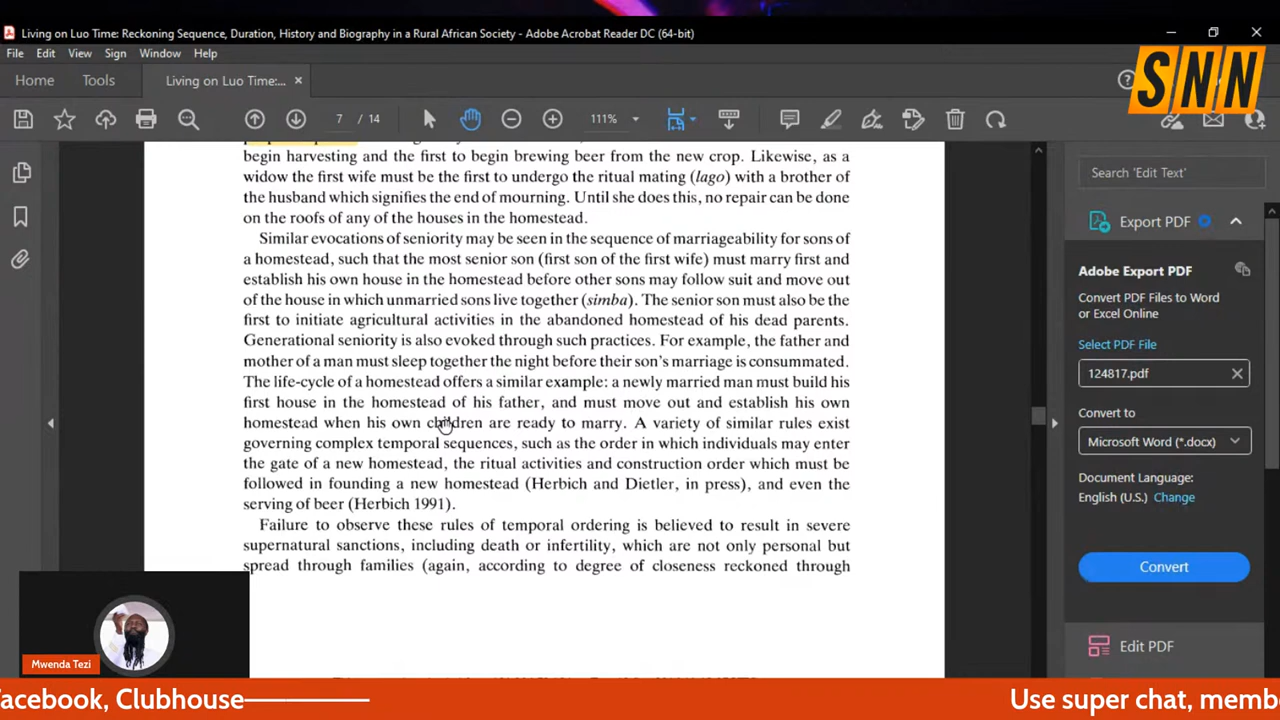 Living on Luo Time: Reckoning Sequence, Duration, History and Biography in a Rural African Society - Adobe Acrobat Reader DC (64-bit)
File Edit View Sign Window Help
Home Tools Living on Luo Time:...
SNN
7 / 14 111%
begin harvesting and the first to begin brewing beer from the new crop. Likewise, as a
widow the first wife must be the first to undergo the ritual mating (lago) with a brother of
the husband which signifies the end of mourning. Until she does this, no repair can be done
on the roofs of any of the houses in the homestead.
Similar evocations of seniority may be seen in the sequence of marriageability for sons of
a homestead, such that the most senior son (first son of the first wife) must marry first and
establish his own house in the homestead before other sons may follow suit and move out
of the house in which unmarried sons live together (simba). The senior son must also be the
first to initiate agricultural activities in the abandoned homestead of his dead parents.
Generational seniority is also evoked through such practices. For example, the father and
mother of a man must sleep together the night before their son's marriage is consummated.
The life-cycle of a homestead offers a similar example: a newly married man must build his
first house in the homestead of his father, and must move out and establish his own
homestead when his own children are ready to marry. A variety of similar rules exist
governing complex temporal sequences, such as the order in which individuals may enter
the gate of a new homestead, the ritual activities and construction order which must be
followed in founding a new homestead (Herbich and Dietler, in press), and even the
serving of beer (Herbich 1991).
Failure to observe these rules of temporal ordering is believed to result in severe
supernatural sanctions, including death or infertility, which are not only personal but
spread through families (again, according to degree of closeness reckoned through
Search 'Edit Text'
Export PDF
Adobe Export PDF
Convert PDF Files to Word
or Excel Online
Select PDF File
124817.pdf
Convert to
Microsoft Word (*.docx)
Document Language:
English (U.S.) Change
Convert
Edit PDF
Mwenda Tezi
acebook, Clubhouse
Use super chat, memb